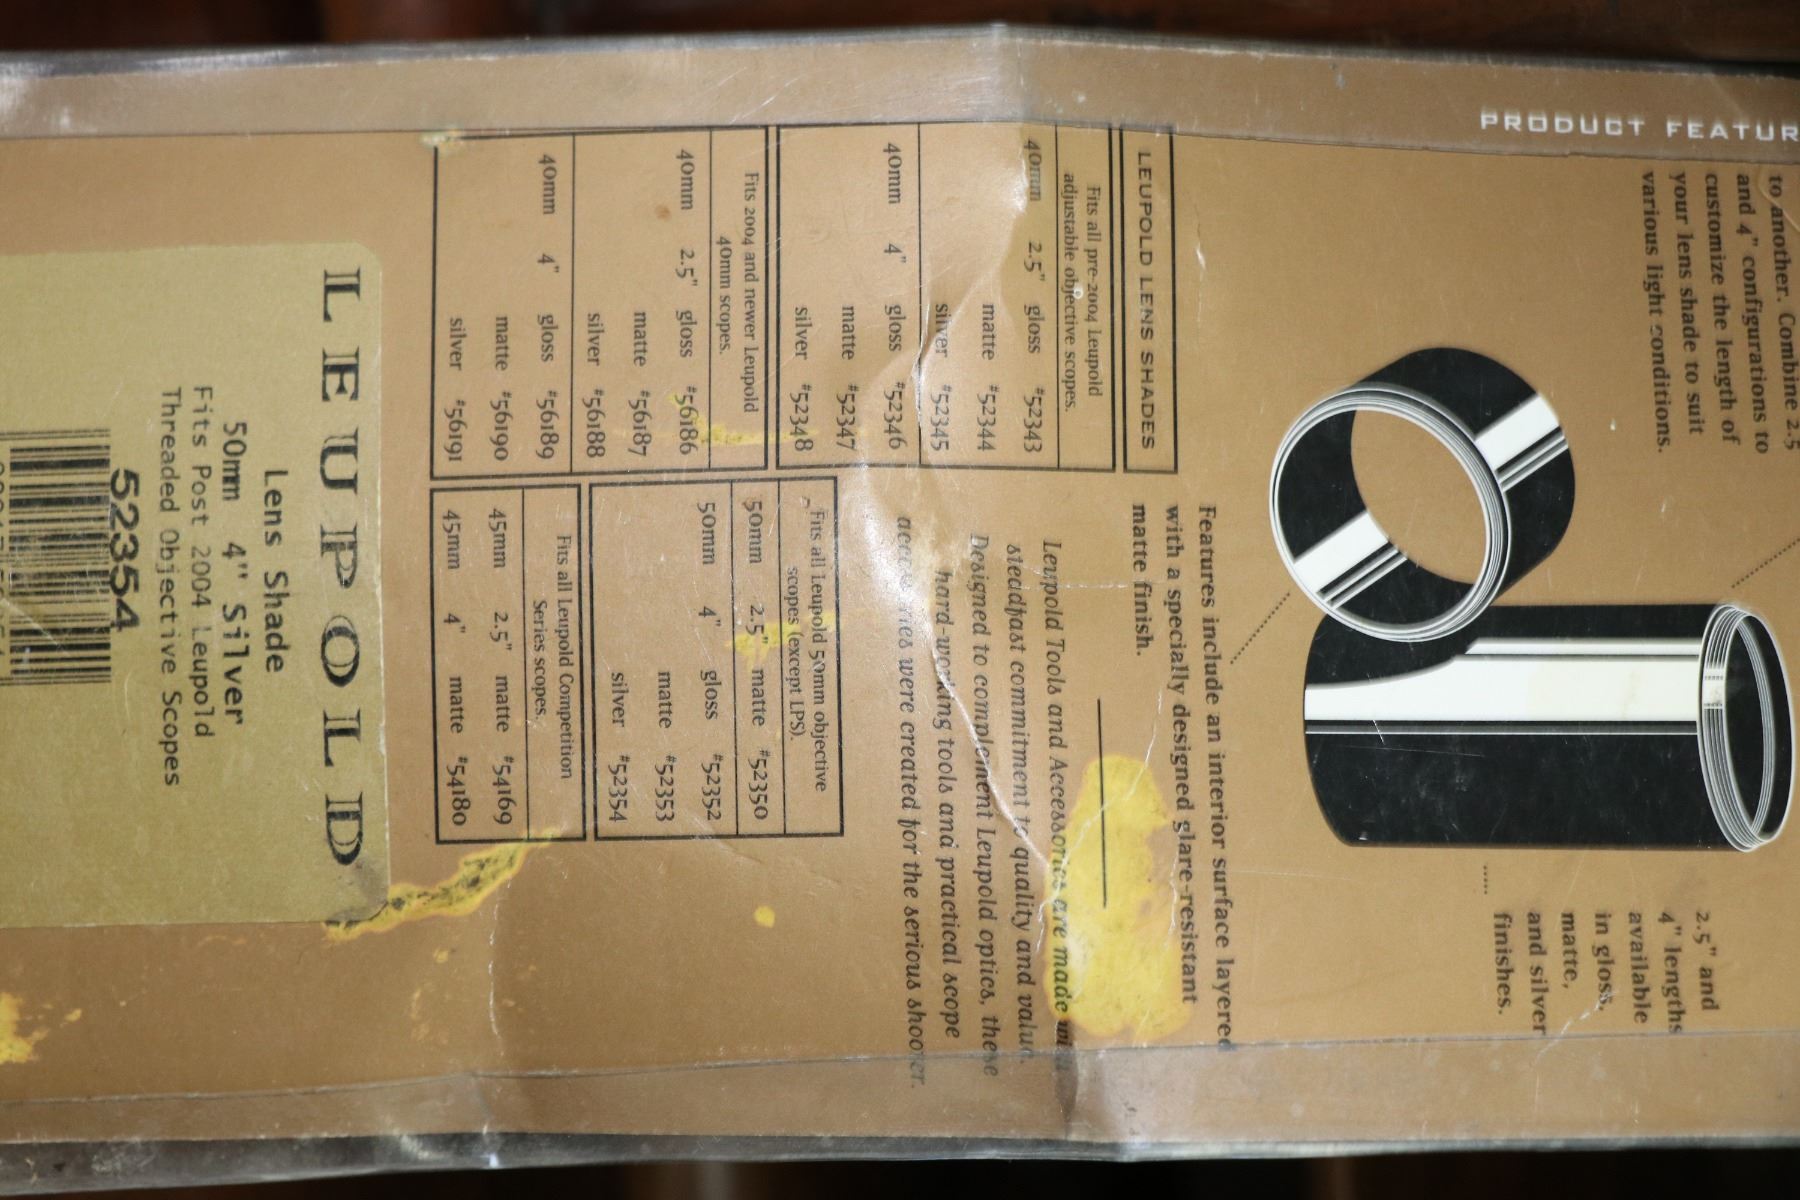 PRODUCT FEATUR
to another. Combine 2.5
and 4" configurations to
customize the length of
your lens shade to suit
various light conditions.
2.5" and
4" lengths
available
in gloss,
matte,
and silver
finishes.
Features include an interior surface layered
with a specially designed glare-resistant
matte finish.
Leupold Tools and Accessories are made
steadfast commitment to quality and value.
Designed to complement Leupold optics, these
hard-working tools and practical scope
accessories were created for the serious shooter.
LEUPOLD LENS SHADES
Fits all pre-2004 Leupold
adjustable objective scopes.
40mm 2.5" gloss #52343
matte #52344
silver #52345
40mm 4" gloss #52346
matte #52347
silver #52348
Fits 2004 and newer Leupold
40mm scopes.
40mm 2.5" gloss #56186
matte #56187
silver #56188
40mm 4" gloss #56189
matte #56190
silver #56191
Fits all Leupold 50mm objective
scopes (except LPS).
50mm 2.5" matte #52350
50mm 4" gloss #52352
matte #52353
silver #52354
Fits all Leupold Competition
Series scopes.
45mm 2.5" matte #54169
45mm 4" matte #54180
LEUPOLD
Lens Shade
50mm 4" Silver
Fits Post 2004 Leupold
Threaded Objective Scopes
52354